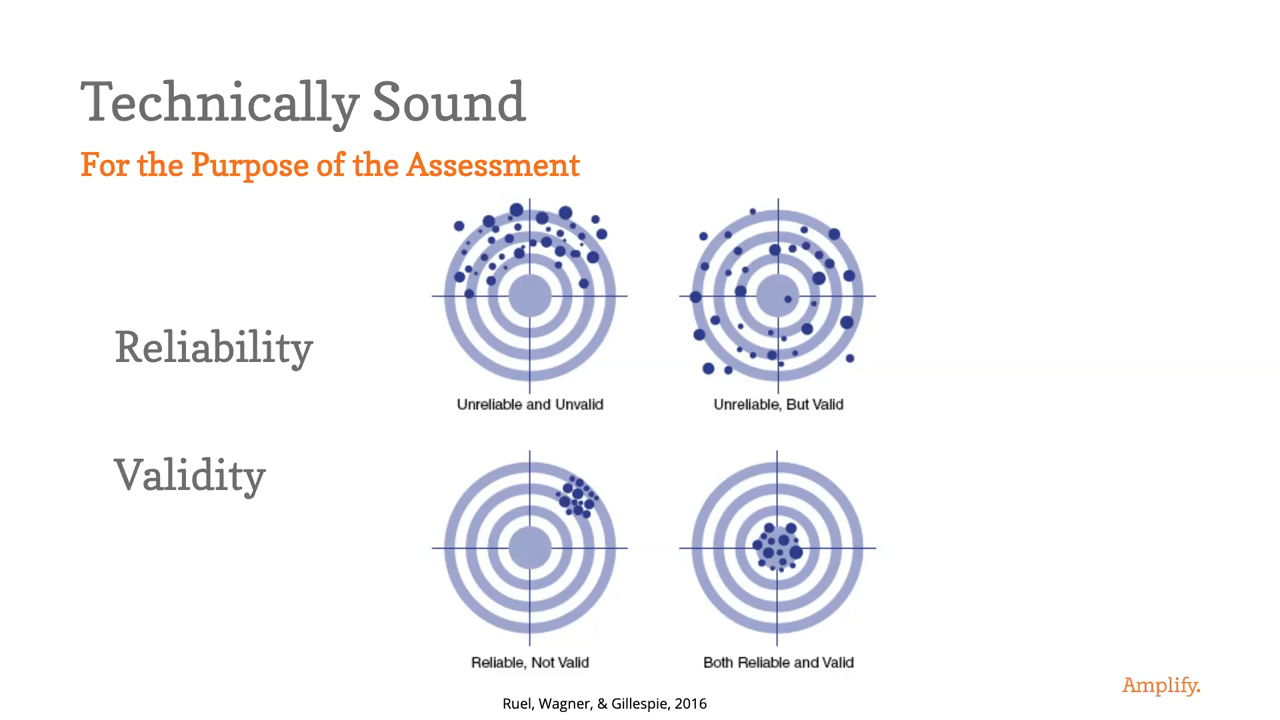 Technically Sound
For the Purpose of the Assessment
Reliability
Validity
Unreliable and Unvalid
Unreliable, But Valid
Reliable, Not Valid
Both Reliable and Valid
Ruel, Wagner, & Gillespie, 2016
Amplify.